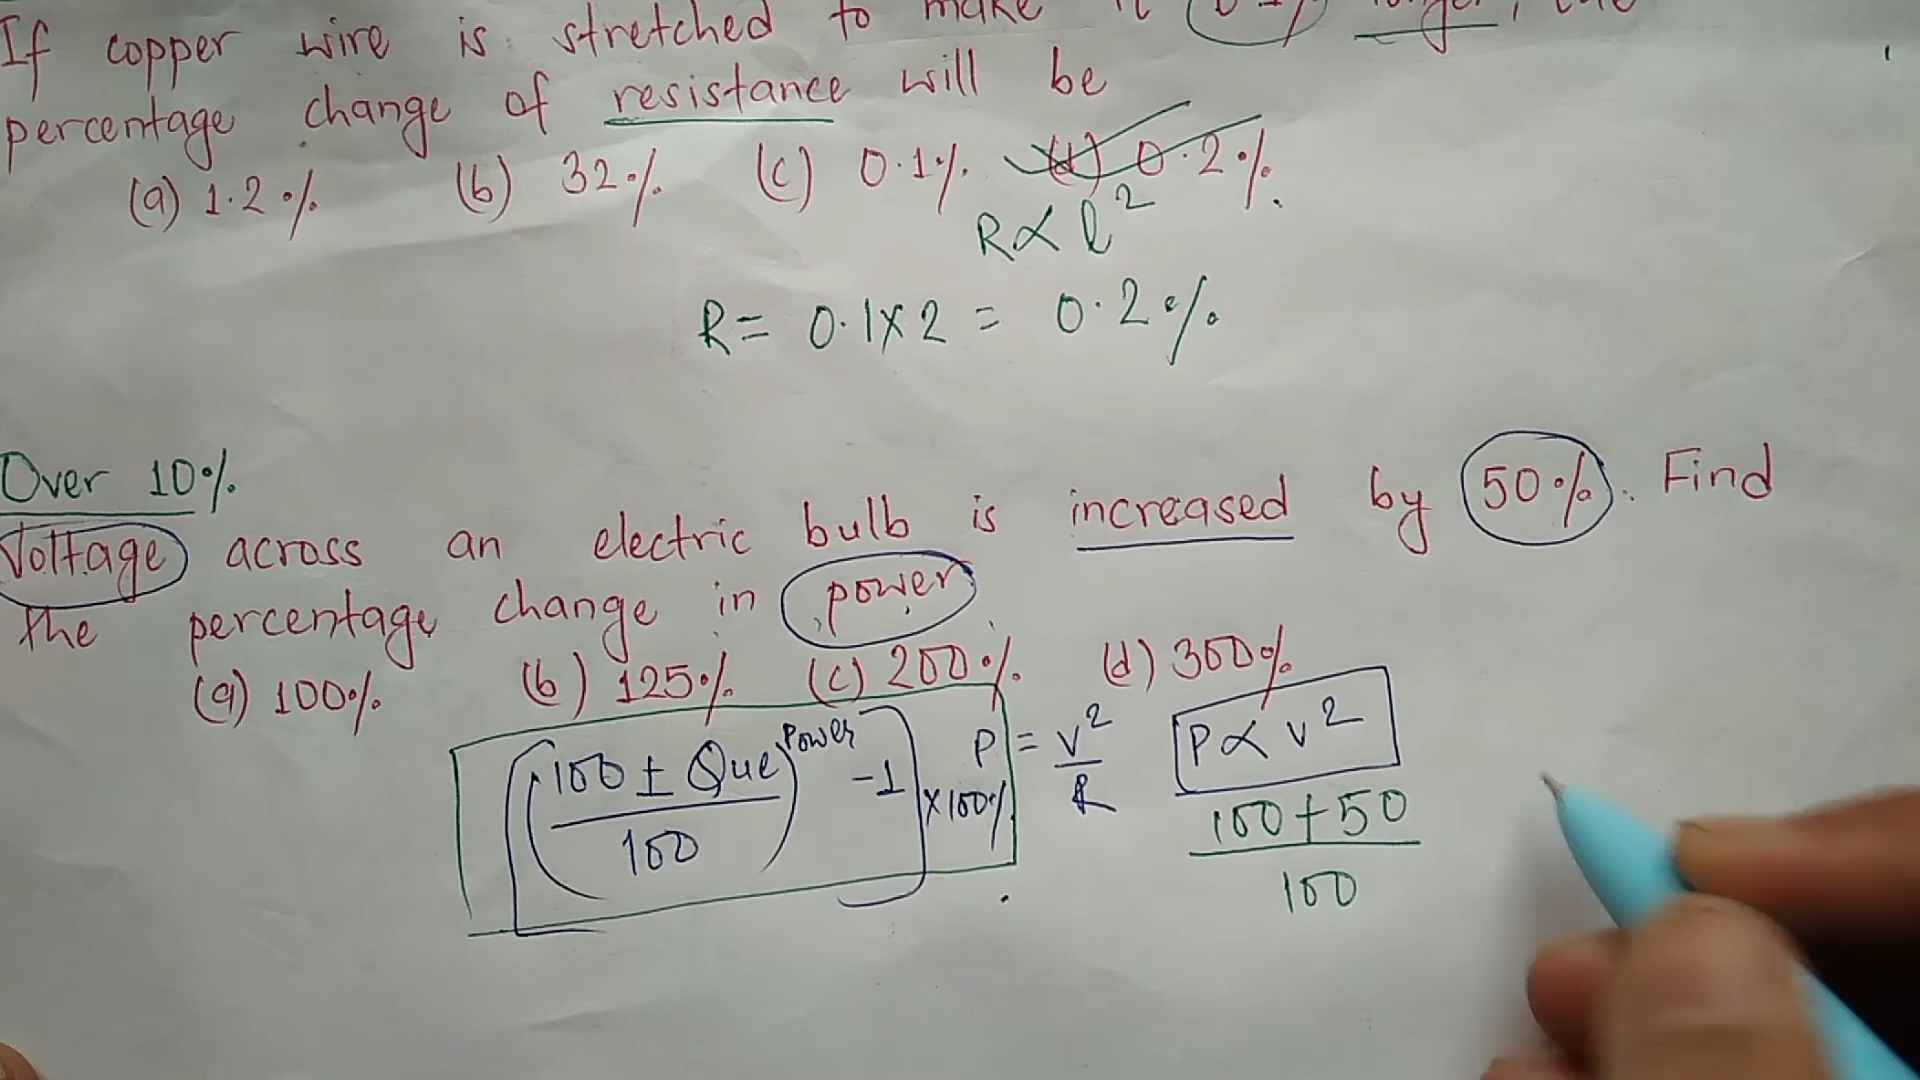 If copper wire is stretched to make it
percentage change of resistance will be
(a) 1.2% (b) 32% (c) 0.1% (d) 0.2%.
R∝ l²
R= 0.1×2 = 0.2%
Over 10%
Voltage across an electric bulb is increased by 50%. Find
the percentage change in power
(a) 100% (b) 125% (c) 200% (d) 300%
[((100 ± Que)/100)^Power -1] ×100% P = v²/R P∝ v²
(100+50)/100